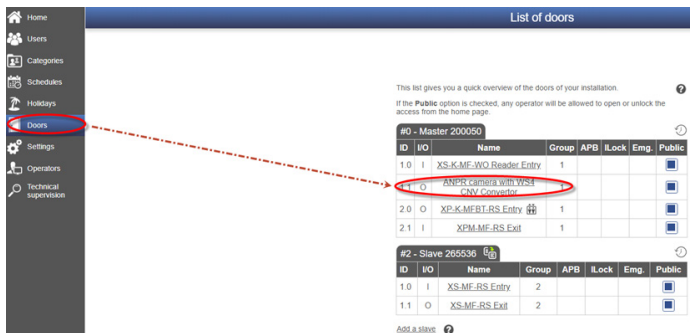 Home
Users
Categories
Schedules
Holidays
Doors
Settings
Operators
Technical
supervision
List of doors
This list gives you a quick overview of the doors of your installation.
If the Public option is checked, any operator will be allowed to open or unlock the
access from the home page.
#0 - Master 200050
ID I/O Name Group APB ILock Emg. Public
1.0 I XS-K-MF-WO Reader Entry 1
1.1 O ANPR camera with WS4 1
CNV Convertor
2.0 O XP-K-MFBT-RS Entry 1
2.1 I XPM-MF-RS Exit 1
#2 - Slave 265536
ID I/O Name Group APB ILock Emg. Public
1.0 I XS-MF-RS Entry 2
1.1 O XS-MF-RS Exit 2
Add a slave